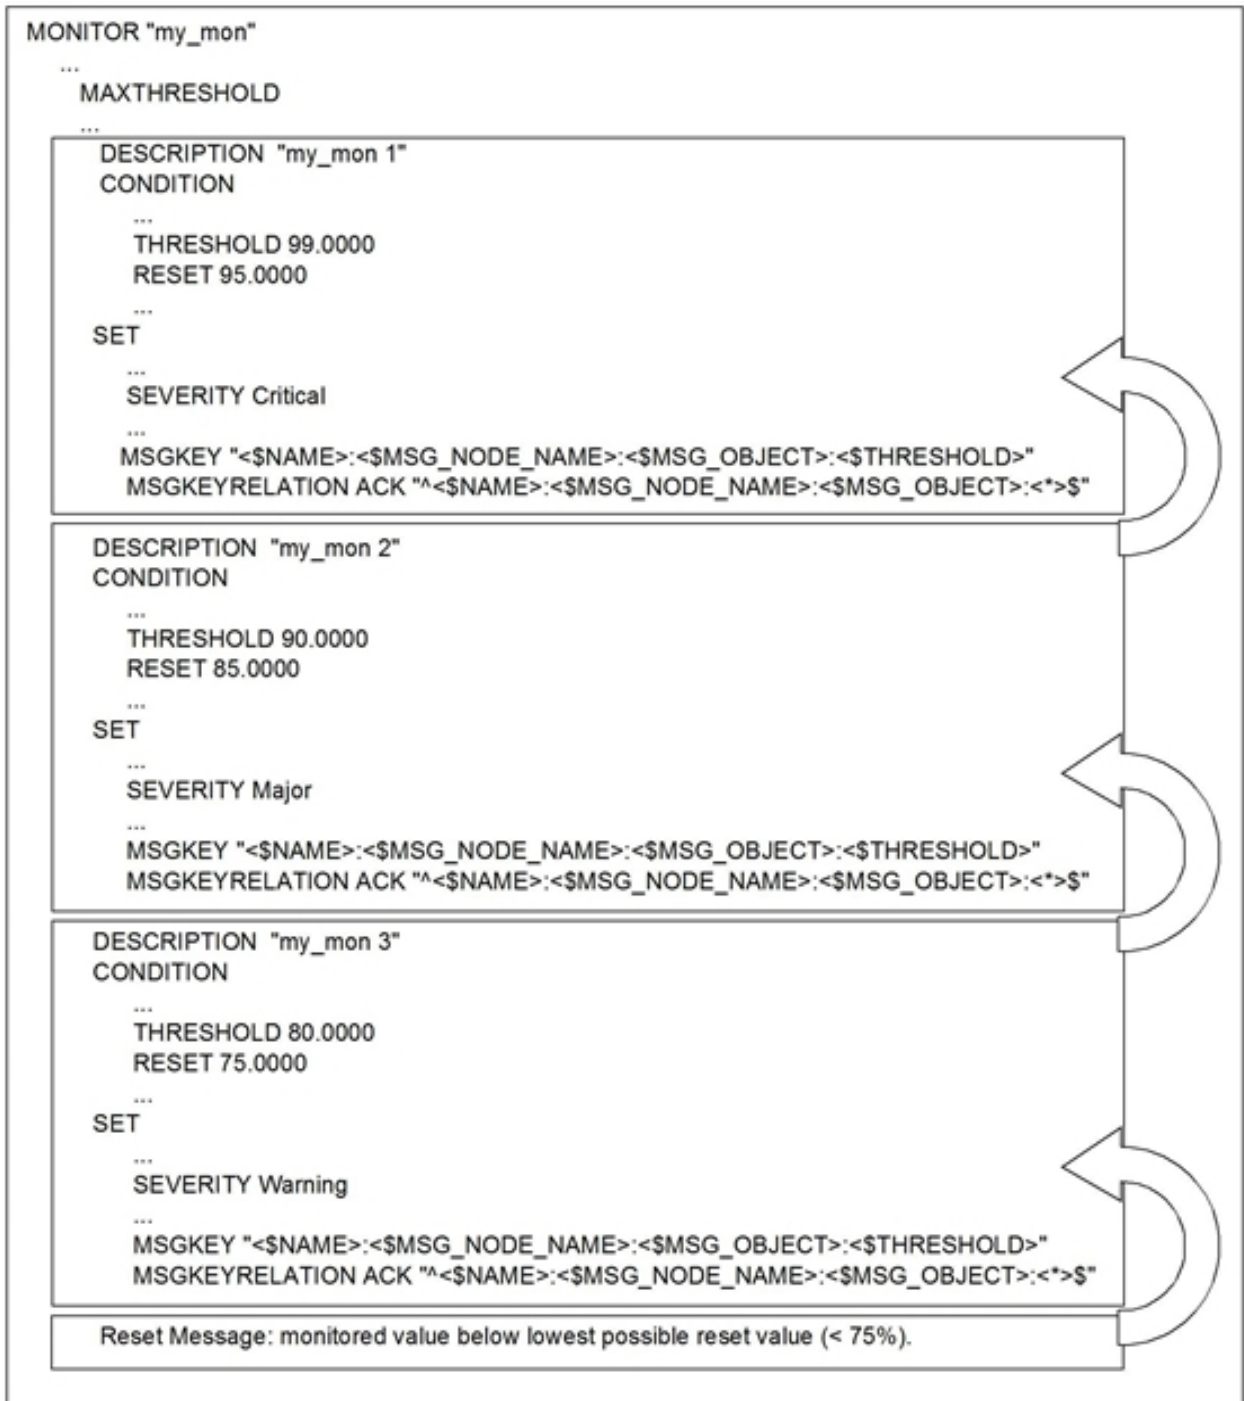 MONITOR "my_mon"
...
MAXTHRESHOLD
...
DESCRIPTION "my_mon 1"
CONDITION
...
THRESHOLD 99.0000
RESET 95.0000
...
SET
...
SEVERITY Critical
...
MSGKEY "<$NAME>:<$MSG_NODE_NAME>:<$MSG_OBJECT>:<$THRESHOLD>"
MSGKEYRELATION ACK "^<$NAME>:<$MSG_NODE_NAME>:<$MSG_OBJECT>:<*>$"
DESCRIPTION "my_mon 2"
CONDITION
...
THRESHOLD 90.0000
RESET 85.0000
...
SET
...
SEVERITY Major
...
MSGKEY "<$NAME>:<$MSG_NODE_NAME>:<$MSG_OBJECT>:<$THRESHOLD>"
MSGKEYRELATION ACK "^<$NAME>:<$MSG_NODE_NAME>:<$MSG_OBJECT>:<*>$"
DESCRIPTION "my_mon 3"
CONDITION
...
THRESHOLD 80.0000
RESET 75.0000
...
SET
...
SEVERITY Warning
...
MSGKEY "<$NAME>:<$MSG_NODE_NAME>:<$MSG_OBJECT>:<$THRESHOLD>"
MSGKEYRELATION ACK "^<$NAME>:<$MSG_NODE_NAME>:<$MSG_OBJECT>:<*>$"
Reset Message: monitored value below lowest possible reset value (< 75%).